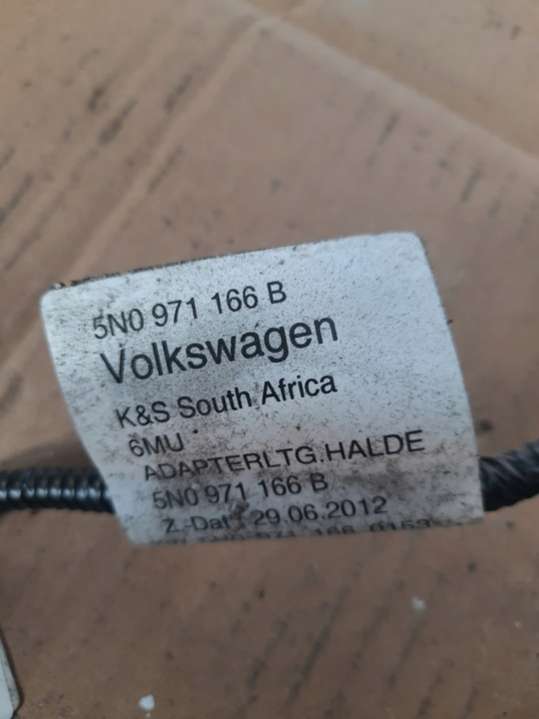 5N0 971 166 B
Volkswagen
K&S South Africa
6MU
ADAPTERLTG.HALDE
5N0 971 166 B
Z.-Dat.: 29.06.2012